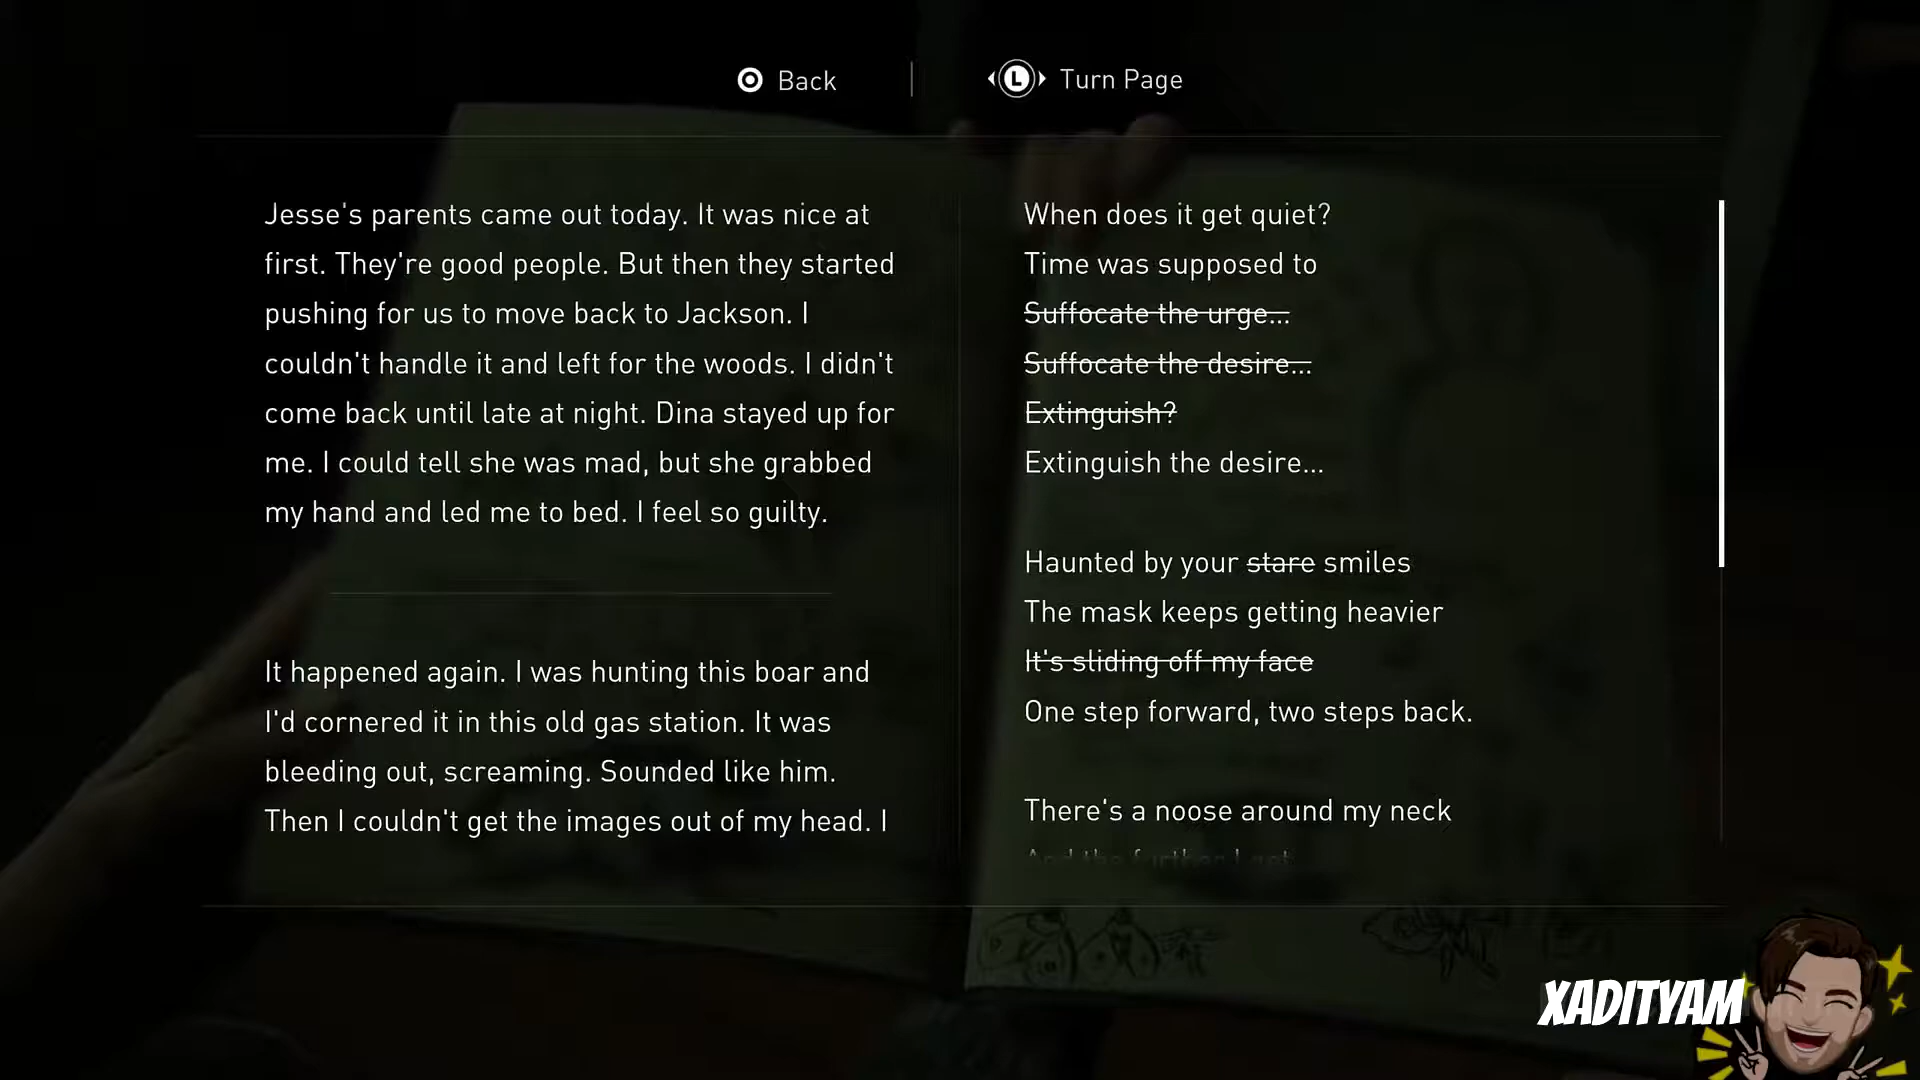 Back
Turn Page
Jesse's parents came out today. It was nice at
first. They're good people. But then they started
pushing for us to move back to Jackson. I
couldn't handle it and left for the woods. I didn't
come back until late at night. Dina stayed up for
me. I could tell she was mad, but she grabbed
my hand and led me to bed. I feel so guilty.
It happened again. I was hunting this boar and
I'd cornered it in this old gas station. It was
bleeding out, screaming. Sounded like him.
Then I couldn't get the images out of my head. I
When does it get quiet?
Time was supposed to
Suffocate the urge...
Suffocate the desire...
Extinguish?
Extinguish the desire...
Haunted by your stare smiles
The mask keeps getting heavier
It's sliding off my face
One step forward, two steps back.
There's a noose around my neck
And the further I get
XADITYAM